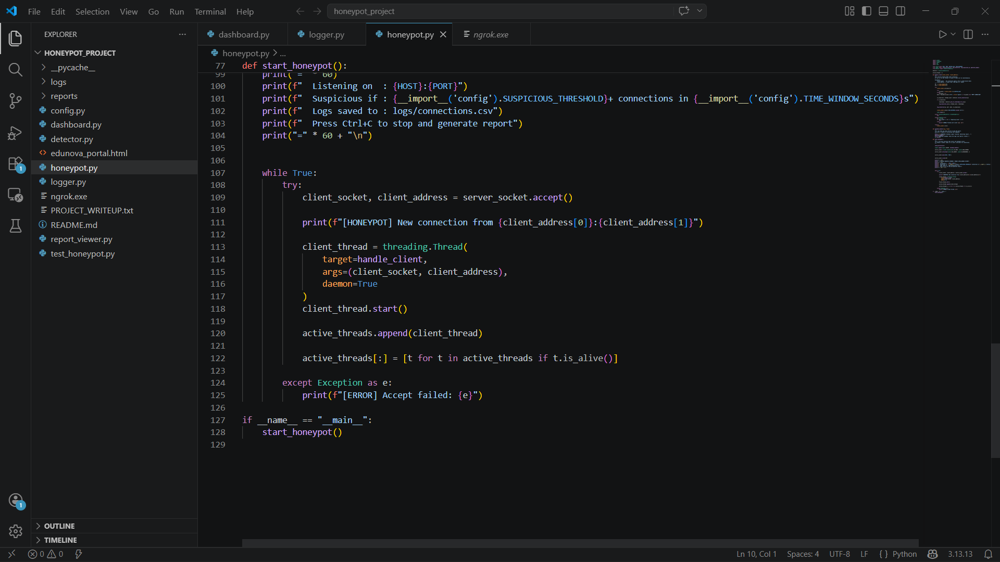 File Edit Selection View Go Run Terminal Help
honeypot_project
EXPLORER
HONEYPOT_PROJECT
__pycache__
logs
reports
config.py
dashboard.py
detector.py
edunova_portal.html
honeypot.py
logger.py
ngrok.exe
PROJECT_WRITEUP.txt
README.md
report_viewer.py
test_honeypot.py
OUTLINE
TIMELINE
1
1
dashboard.py logger.py honeypot.py ngrok.exe
honeypot.py > ...
77 def start_honeypot():
99 print("=" * 60)
100 print(f"  Listening on  : {HOST}:{PORT}")
101 print(f"  Suspicious if : {__import__('config').SUSPICIOUS_THRESHOLD}+ connections in {__import__('config').TIME_WINDOW_SECONDS}s")
102 print(f"  Logs saved to : logs/connections.csv")
103 print(f"  Press Ctrl+C to stop and generate report")
104 print("=" * 60 + "\n")
105
106
107 while True:
108 try:
109 client_socket, client_address = server_socket.accept()
110
111 print(f"[HONEYPOT] New connection from {client_address[0]}:{client_address[1]}")
112
113 client_thread = threading.Thread(
114 target=handle_client,
115 args=(client_socket, client_address),
116 daemon=True
117 )
118 client_thread.start()
119
120 active_threads.append(client_thread)
121
122 active_threads[:] = [t for t in active_threads if t.is_alive()]
123
124 except Exception as e:
125 print(f"[ERROR] Accept failed: {e}")
126
127 if __name__ == "__main__":
128 start_honeypot()
129
0 0
Ln 10, Col 1 Spaces: 4 UTF-8 LF { } Python 3.13.13